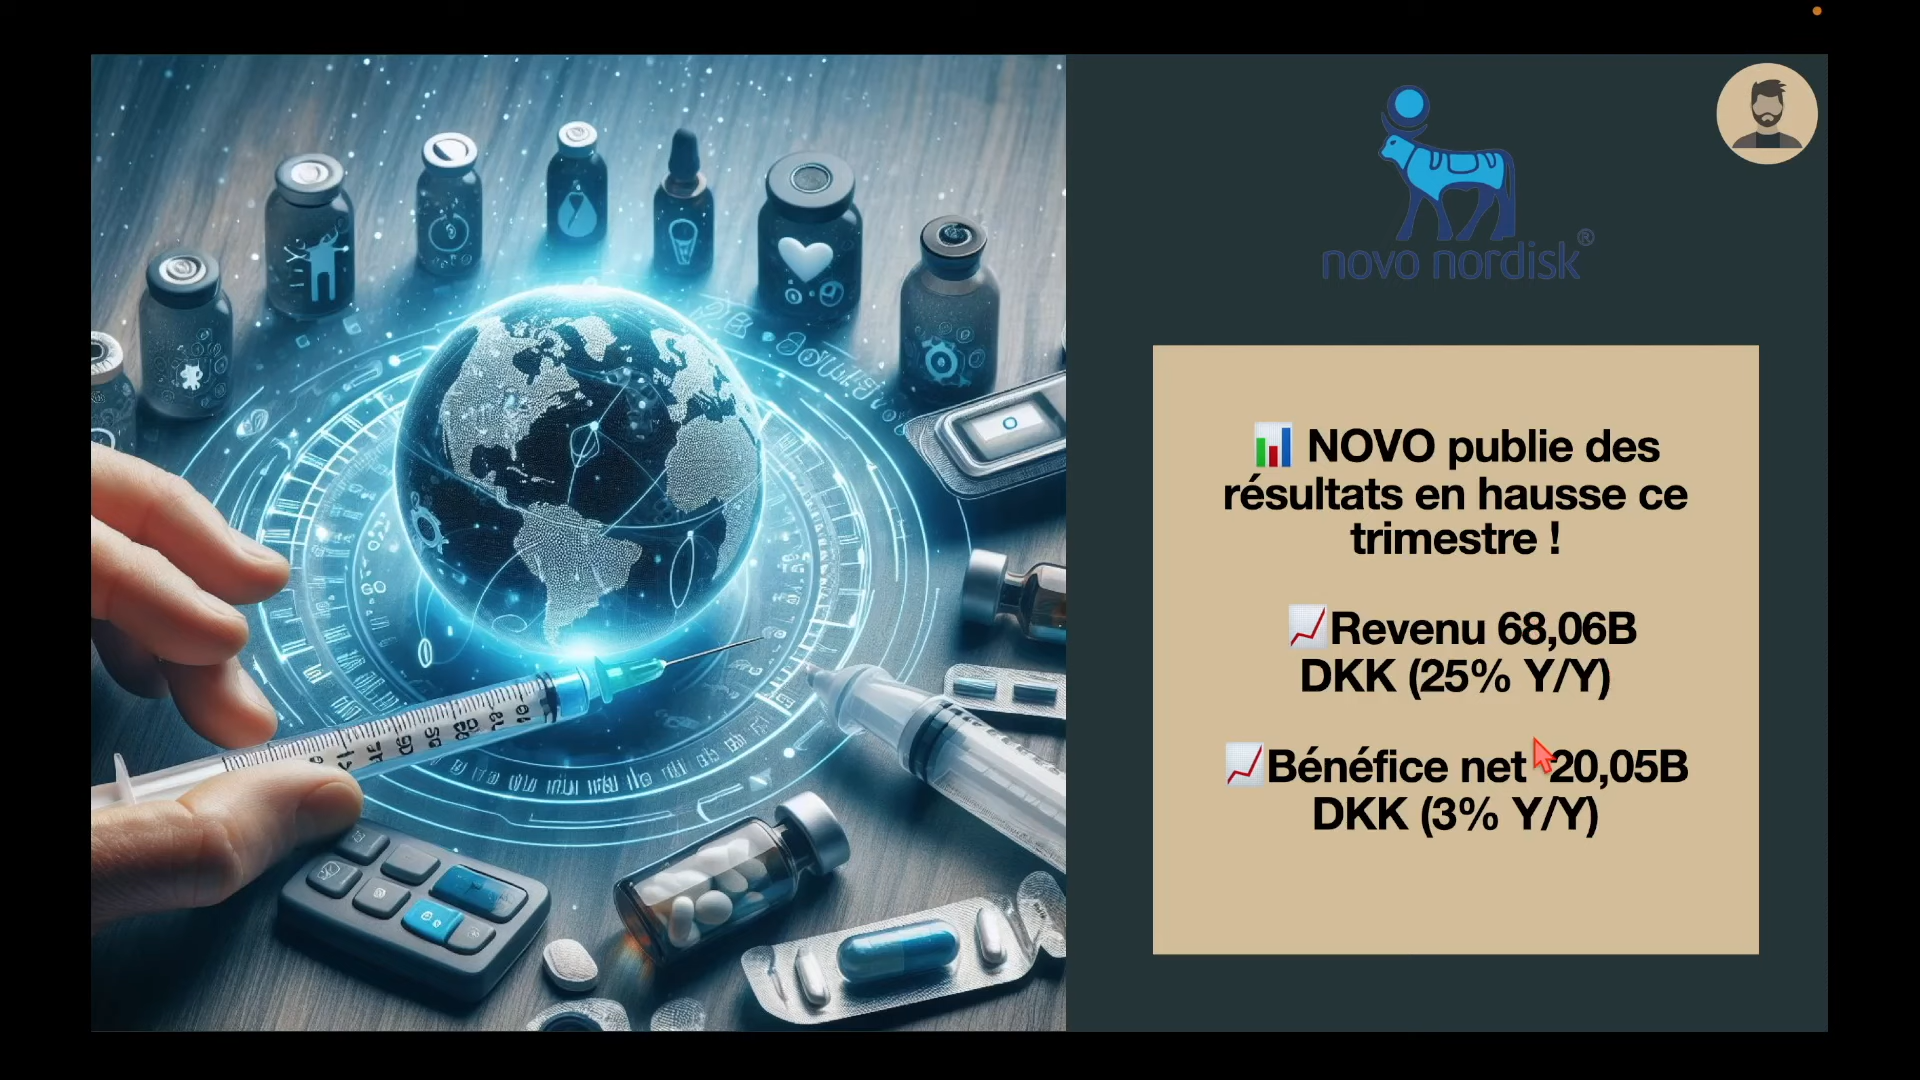 novo nordisk®
📊 NOVO publie des
résultats en hausse ce
trimestre !
📈Revenu 68,06B
DKK (25% Y/Y)
📈Bénéfice net 20,05B
DKK (3% Y/Y)